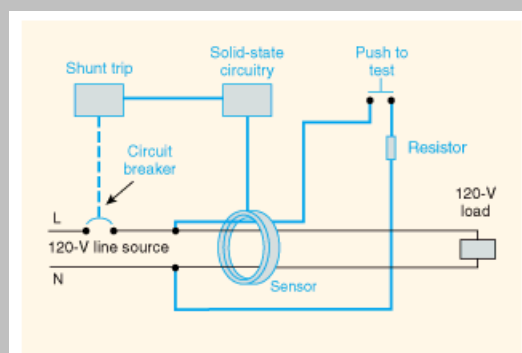 Solid-state
circuitry
Push to
test
Shunt trip
Resistor
Circuit
breaker
120-V
load
L
120-V line source
N
Sensor